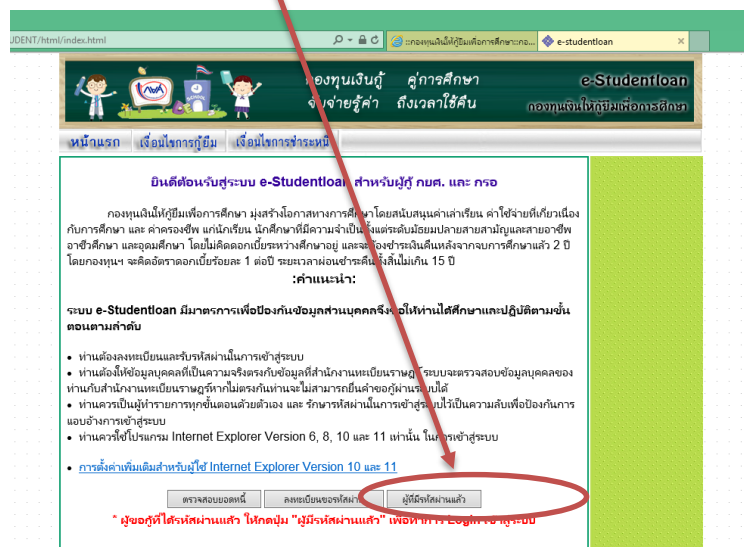 UDENT/html/index.html
::กองทุนเงินให้กู้ยืมเพื่อการศึกษา::กอ...
e-studentloan
กองทุนเงินกู้ คู่การศึกษา
จับจ่ายรู้ค่า ถึงเวลาใช้คืน
e-Studentloan
กองทุนเงินให้กู้ยืมเพื่อการศึกษา
หน้าแรก เงื่อนไขการกู้ยืม เงื่อนไขการชำระหนี้
ยินดีต้อนรับสู่ระบบ e-Studentloan สำหรับผู้กู้ กยศ. และ กรอ
กองทุนเงินให้กู้ยืมเพื่อการศึกษา มุ่งสร้างโอกาสทางการศึกษาโดยสนับสนุนค่าเล่าเรียน ค่าใช้จ่ายที่เกี่ยวเนื่อง
กับการศึกษา และ ค่าครองชีพ แก่นักเรียน นักศึกษาที่มีความจำเป็นตั้งแต่ระดับมัธยมปลายสายสามัญและสายอาชีพ
อาชีวศึกษา และอุดมศึกษา โดยไม่คิดดอกเบี้ยระหว่างศึกษาอยู่ และจะต้องชำระเงินคืนหลังจากจบการศึกษาแล้ว 2 ปี
โดยกองทุนฯ จะคิดอัตราดอกเบี้ยร้อยละ 1 ต่อปี ระยะเวลาผ่อนชำระคืนทั้งสิ้นไม่เกิน 15 ปี
:คำแนะนำ:
ระบบ e-Studentloan มีมาตรการเพื่อป้องกันข้อมูลส่วนบุคคลจึงขอให้ท่านได้ศึกษาและปฏิบัติตามขั้น
ตอนตามลำดับ
• ท่านต้องลงทะเบียนและรับรหัสผ่านในการเข้าสู่ระบบ
• ท่านต้องให้ข้อมูลบุคคลที่เป็นความจริงตรงกับข้อมูลที่สำนักงานทะเบียนราษฎร์ ระบบจะตรวจสอบข้อมูลบุคคลของ
ท่านกับสำนักงานทะเบียนราษฎร์หากไม่ตรงกันท่านจะไม่สามารถยื่นคำขอกู้ผ่านระบบได้
• ท่านควรเป็นผู้ทำรายการทุกขั้นตอนด้วยตัวเอง และ รักษารหัสผ่านในการเข้าสู่ระบบไว้เป็นความลับเพื่อป้องกันการ
แอบอ้างการเข้าสู่ระบบ
• ท่านควรใช้โปรแกรม Internet Explorer Version 6, 8, 10 และ 11 เท่านั้น ในการเข้าสู่ระบบ
• การตั้งค่าเพิ่มเติมสำหรับผู้ใช้ Internet Explorer Version 10 และ 11
ตรวจสอบยอดหนี้ ลงทะเบียนขอรหัสผ่าน ผู้ที่มีรหัสผ่านแล้ว
* ผู้ขอกู้ที่ได้รหัสผ่านแล้ว ให้กดปุ่ม "ผู้มีรหัสผ่านแล้ว" เพื่อทำการ Login เข้าสู่ระบบ